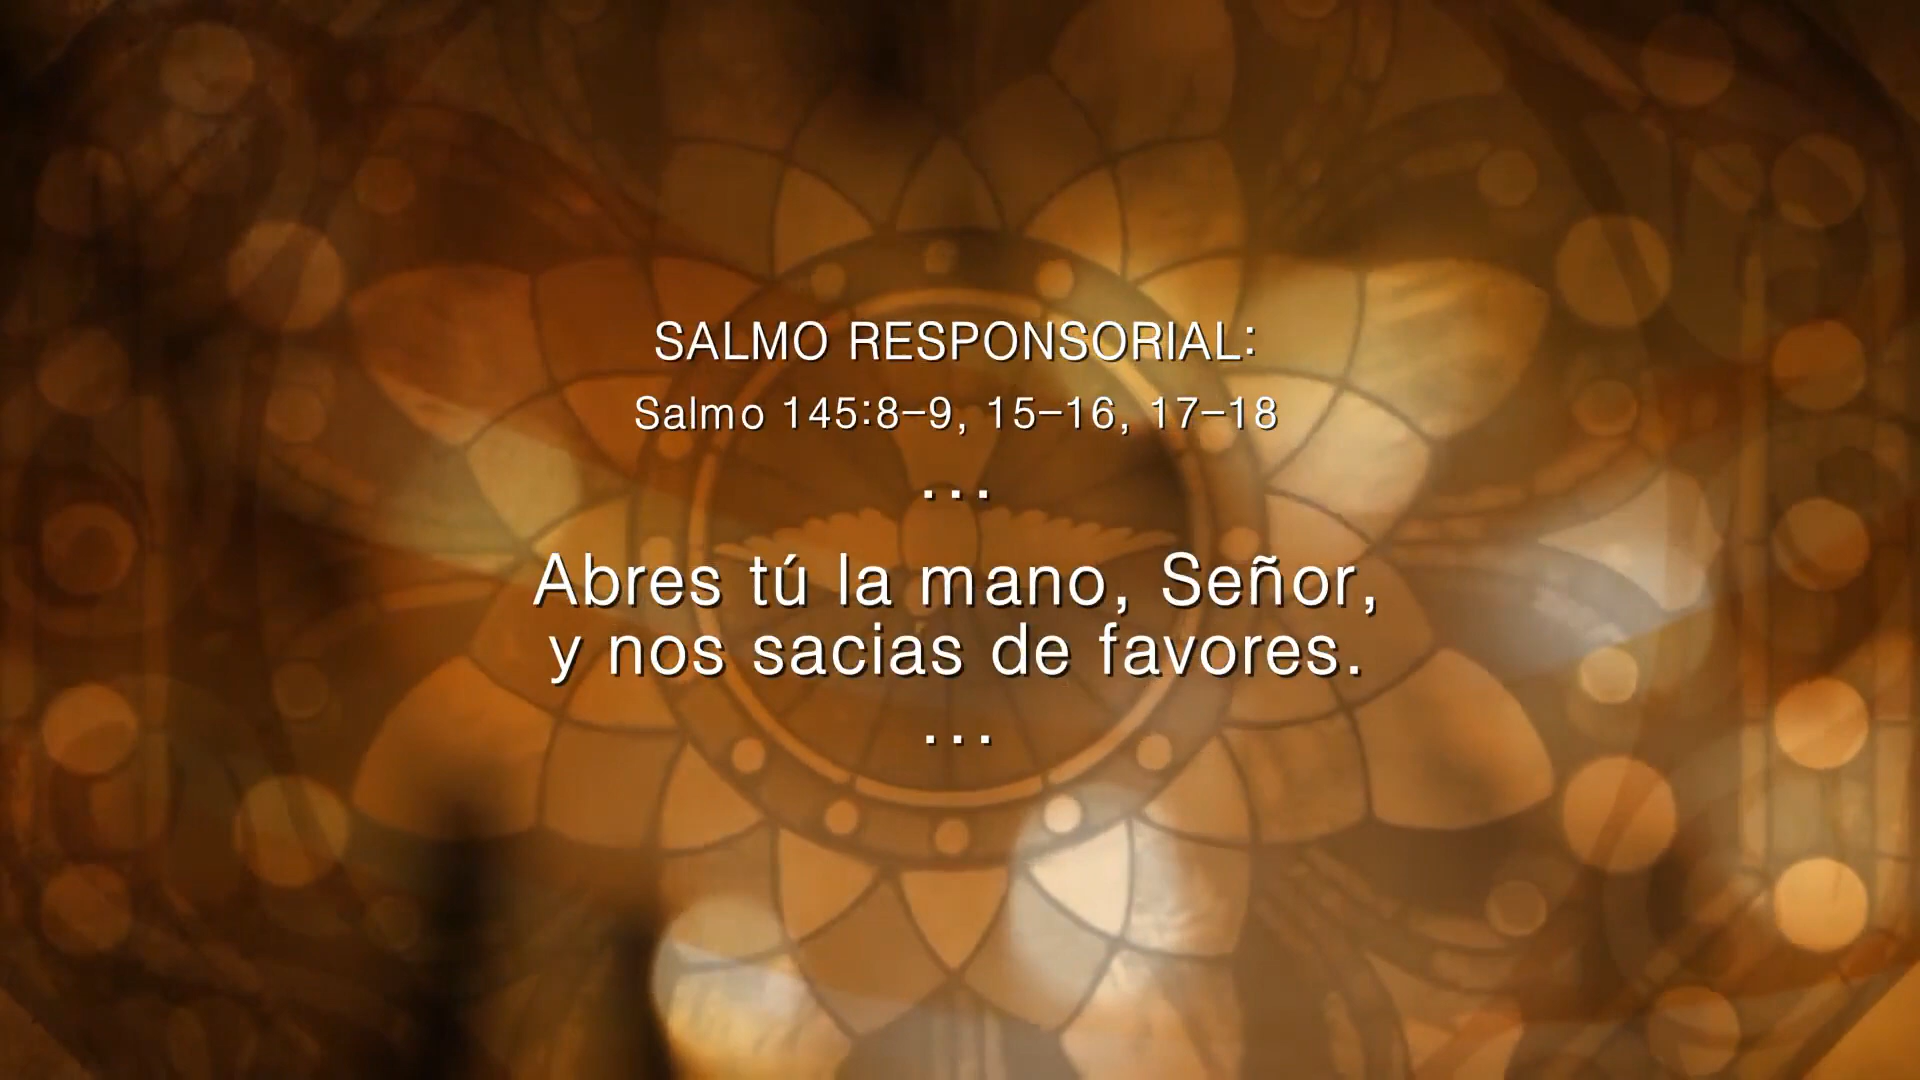 SALMO RESPONSORIAL:
Salmo 145:8-9, 15-16, 17-18
...
Abres tú la mano, Señor,
y nos sacias de favores.
...